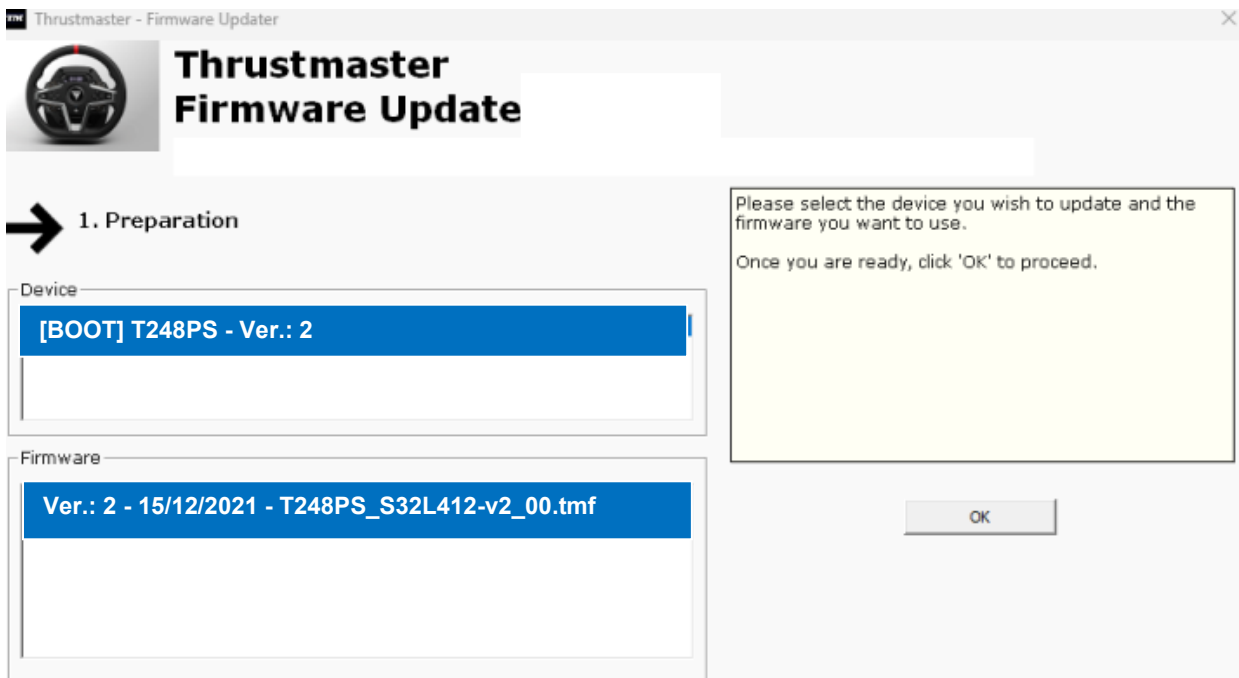 Thrustmaster - Firmware Updater
Thrustmaster
Firmware Update
1. Preparation
Please select the device you wish to update and the
firmware you want to use.
Once you are ready, click 'OK' to proceed.
Device
[BOOT] T248PS - Ver.: 2
Firmware
Ver.: 2 - 15/12/2021 - T248PS_S32L412-v2_00.tmf
OK